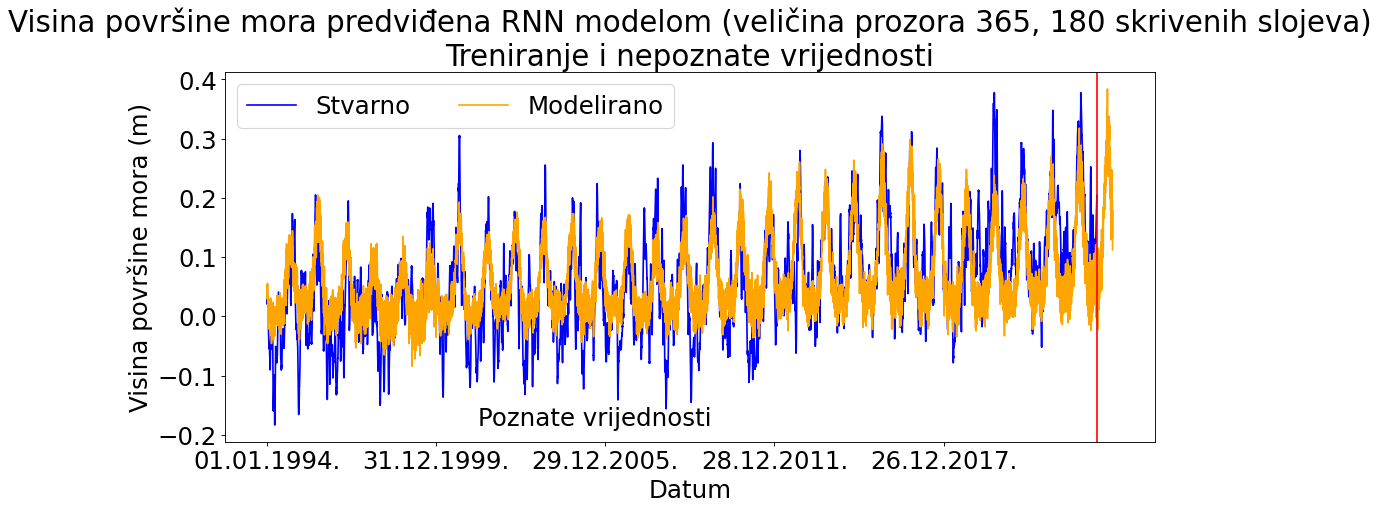 Visina površine mora predviđena RNN modelom (veličina prozora 365, 180 skrivenih slojeva)
Treniranje i nepoznate vrijednosti
Stvarno Modelirano
Visina površine mora (m)
0.4
0.3
0.2
0.1
0.0
−0.1
−0.2
Poznate vrijednosti
01.01.1994. 31.12.1999. 29.12.2005. 28.12.2011. 26.12.2017.
Datum